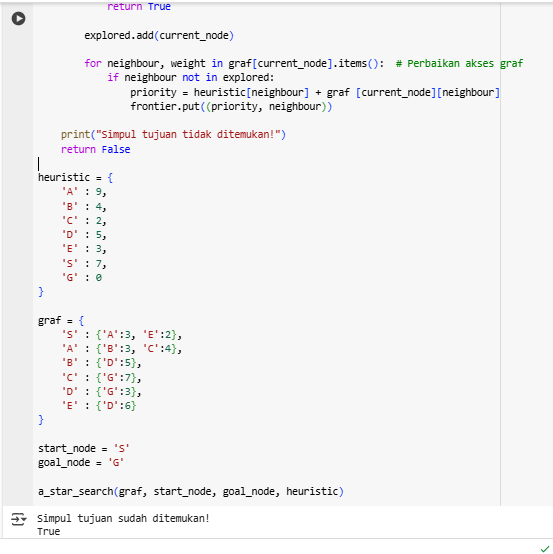 return True
explored.add(current_node)
for neighbour, weight in graf[current_node].items():  # Perbaikan akses graf
if neighbour not in explored:
priority = heuristic[neighbour] + graf [current_node][neighbour]
frontier.put((priority, neighbour))
print("Simpul tujuan tidak ditemukan!")
return False
heuristic = {
'A' : 9,
'B' : 4,
'C' : 2,
'D' : 5,
'E' : 3,
'S' : 7,
'G' : 0
}
graf = {
'S' : {'A':3, 'E':2},
'A' : {'B':3, 'C':4},
'B' : {'D':5},
'C' : {'G':7},
'D' : {'G':3},
'E' : {'D':6}
}
start_node = 'S'
goal_node = 'G'
a_star_search(graf, start_node, goal_node, heuristic)
Simpul tujuan sudah ditemukan!
True